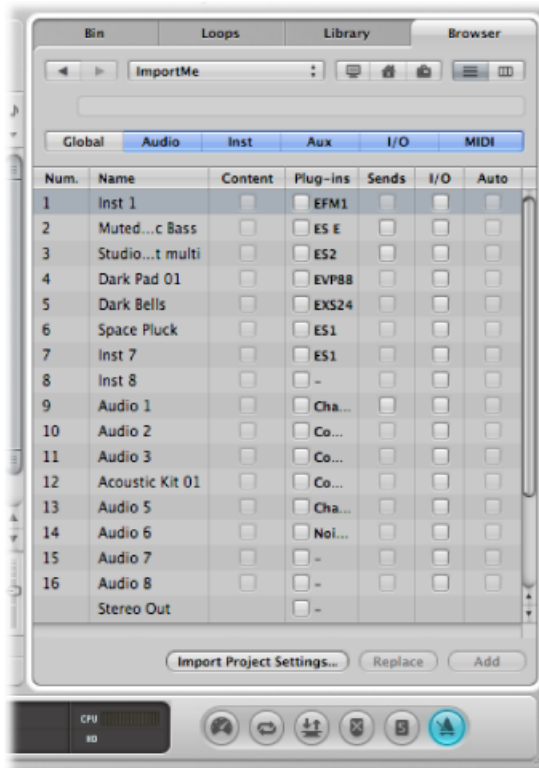 Bin Loops Library Browser
ImportMe
Global Audio Inst Aux I/O MIDI
Num. Name Content Plug-ins Sends I/O Auto
1 Inst 1 EFM1
2 Muted...c Bass ES E
3 Studio...t multi ES2
4 Dark Pad 01 EVP88
5 Dark Bells EXS24
6 Space Pluck ES1
7 Inst 7 ES1
8 Inst 8 -
9 Audio 1 Cha...
10 Audio 2 Co...
11 Audio 3 Co...
12 Acoustic Kit 01 Co...
13 Audio 5 Cha...
14 Audio 6 Noi...
15 Audio 7 -
16 Audio 8 -
Stereo Out -
Import Project Settings... Replace Add
CPU
HD
S